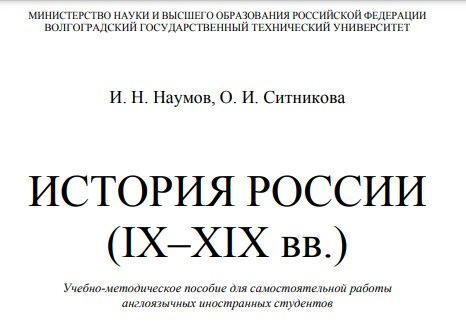 МИНИСТЕРСТВО НАУКИ И ВЫСШЕГО ОБРАЗОВАНИЯ РОССИЙСКОЙ ФЕДЕРАЦИИ
ВОЛГОГРАДСКИЙ ГОСУДАРСТВЕННЫЙ ТЕХНИЧЕСКИЙ УНИВЕРСИТЕТ
И. Н. Наумов, О. И. Ситникова
ИСТОРИЯ РОССИИ
(IX–XIX вв.)
Учебно-методическое пособие для самостоятельной работы
англоязычных иностранных студентов